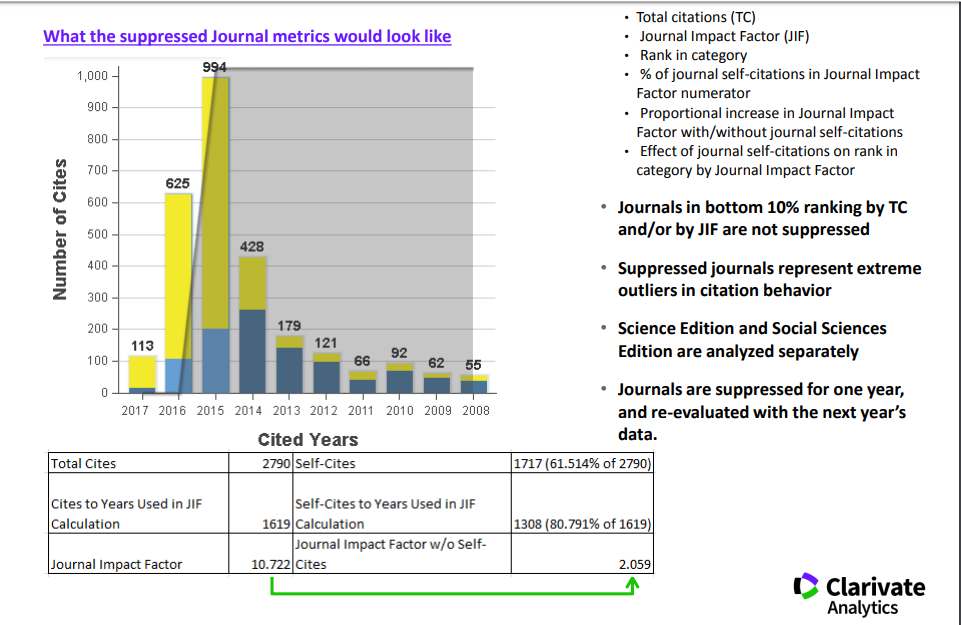 What the suppressed Journal metrics would look like
1,000
900
800
700
600
500
400
300
200
100
0
Number of Cites
113
625
994
428
179
121
66
92
62
55
2017 2016 2015 2014 2013 2012 2011 2010 2009 2008
Cited Years
Total Cites 2790 Self-Cites 1717 (61.514% of 2790)
Cites to Years Used in JIF
Calculation 1619
Self-Cites to Years Used in JIF
Calculation 1308 (80.791% of 1619)
Journal Impact Factor 10.722
Journal Impact Factor w/o Self-
Cites 2.059
• Total citations (TC)
• Journal Impact Factor (JIF)
• Rank in category
• % of journal self-citations in Journal Impact
Factor numerator
• Proportional increase in Journal Impact
Factor with/without journal self-citations
• Effect of journal self-citations on rank in
category by Journal Impact Factor
• Journals in bottom 10% ranking by TC
and/or by JIF are not suppressed
• Suppressed journals represent extreme
outliers in citation behavior
• Science Edition and Social Sciences
Edition are analyzed separately
• Journals are suppressed for one year,
and re-evaluated with the next year's
data.
Clarivate
Analytics